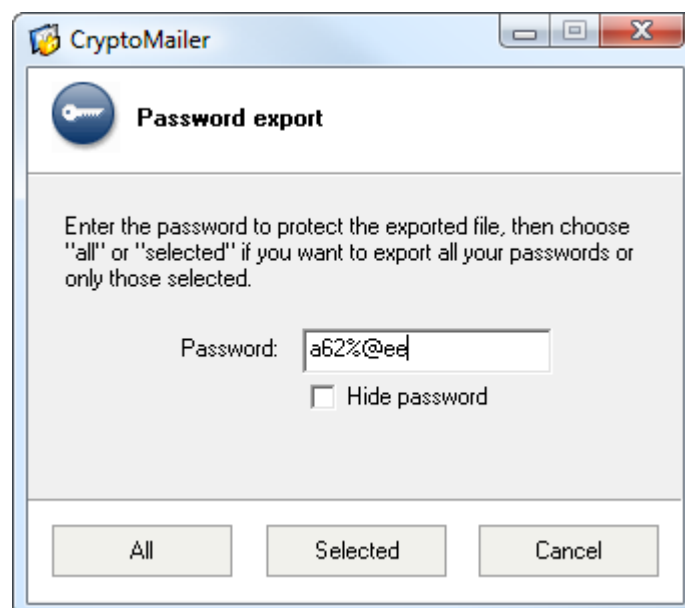 CryptoMailer
Password export
Enter the password to protect the exported file, then choose
"all" or "selected" if you want to export all your passwords or
only those selected.
Password: a62%@ee
Hide password
All Selected Cancel